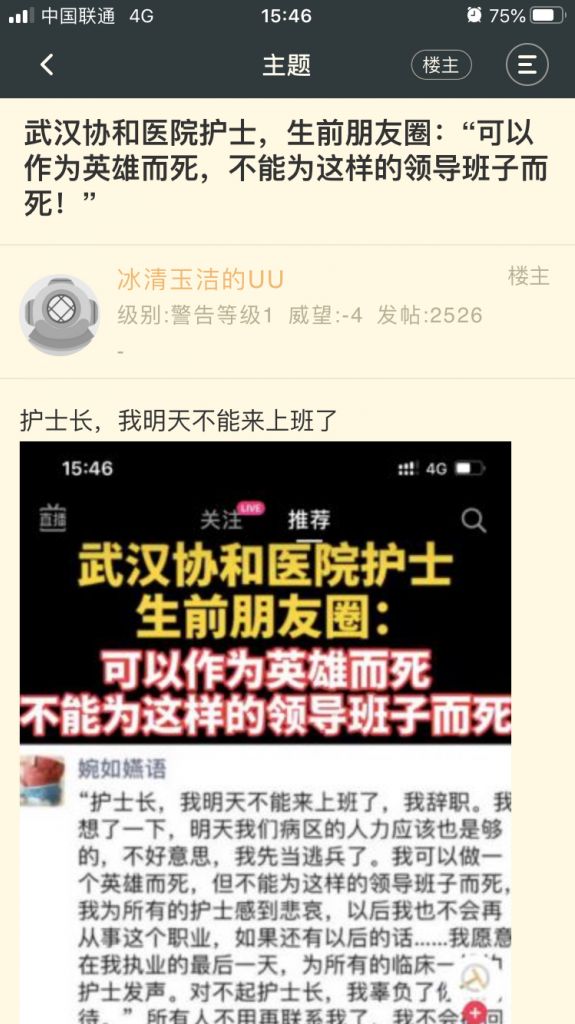 中国联通 4G 15:46 75%
主题 楼主
武汉协和医院护士，生前朋友圈：“可以
作为英雄而死，不能为这样的领导班子而
死！”
冰清玉洁的UU 楼主
级别:警告等级1 威望:-4 发帖:2526
-
护士长，我明天不能来上班了
15:46 4G
直播 关注 LIVE 推荐
武汉协和医院护士
生前朋友圈：
可以作为英雄而死
不能为这样的领导班子而死
婉如嬿语
“护士长，我明天不能来上班了，我辞职。我
想了一下，明天我们病区的人力应该也是够
的，不好意思，我先当逃兵了。我可以做一
个英雄而死，但不能为这样的领导班子而死，
我为所有的护士感到悲哀，以后我也不会再
从事这个职业，如果还有以后的话……我愿意
在我执业的最后一天，为所有的临床一
护士发声。对不起护士长，我辜负了
待。”所有人不用再联系我了，我不会 回